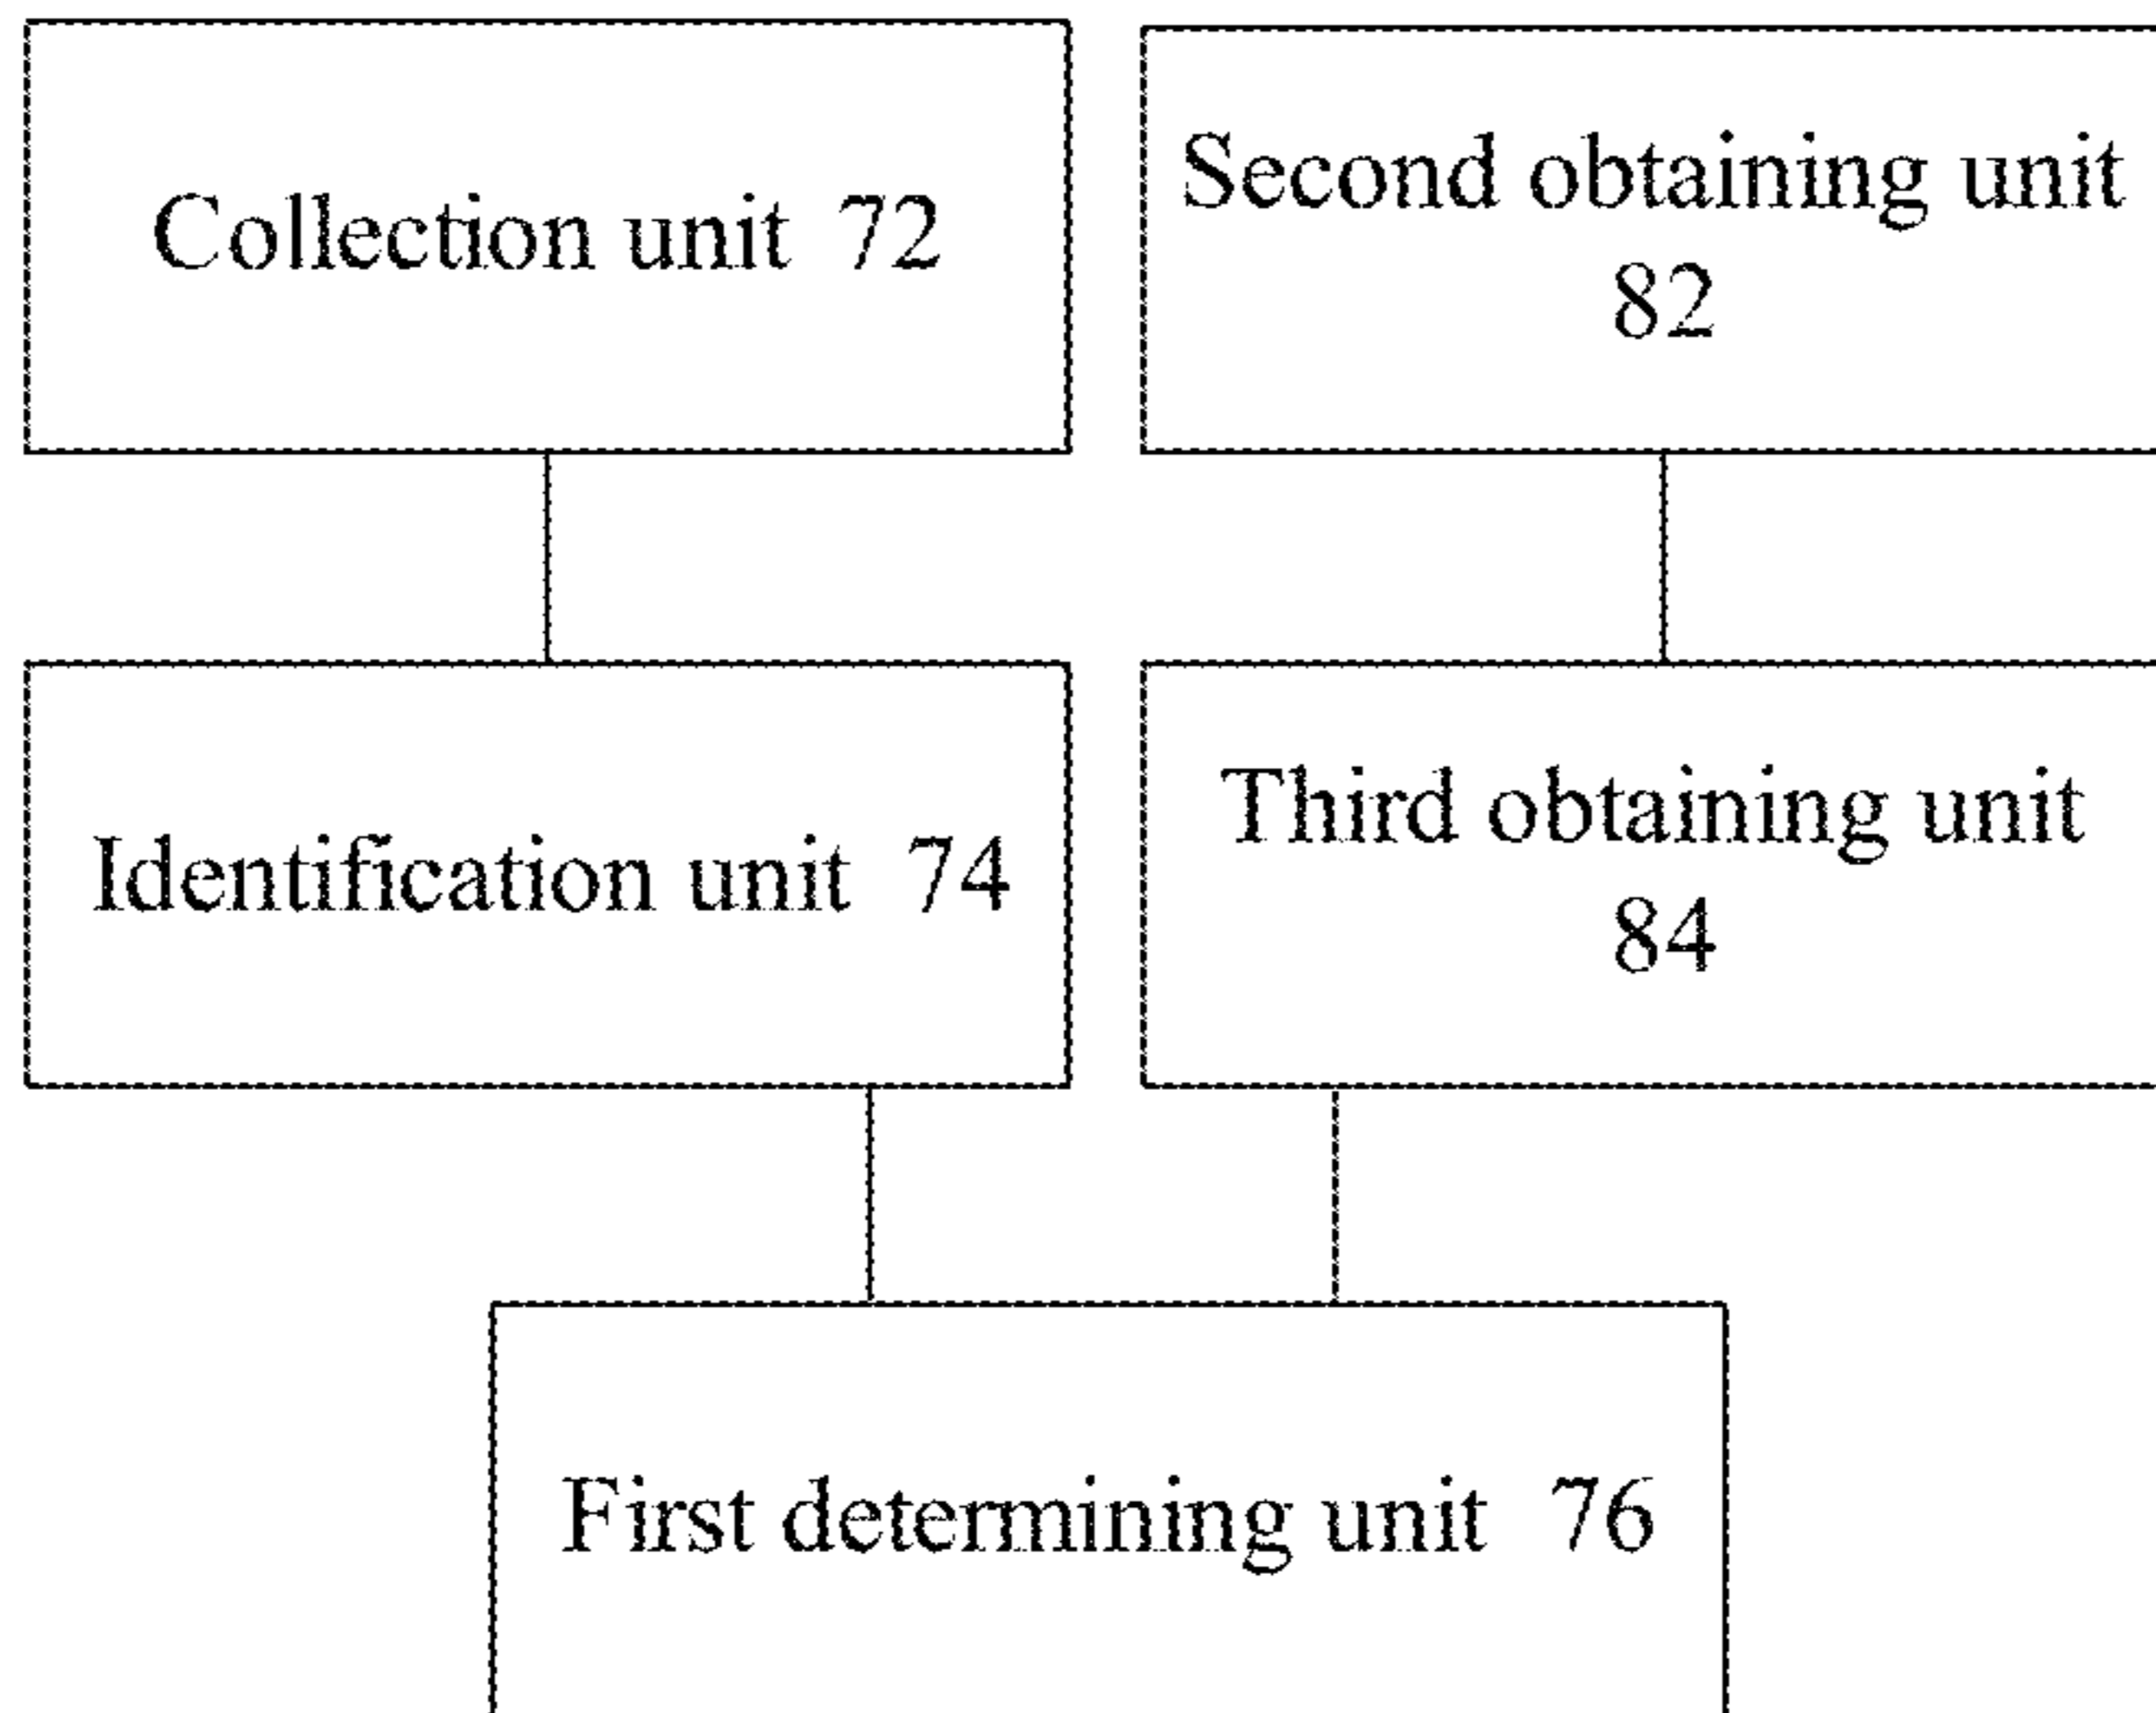 Collection unit 72
Second obtaining unit
82
Identification unit 74
Third obtaining unit
84
First determining unit 76